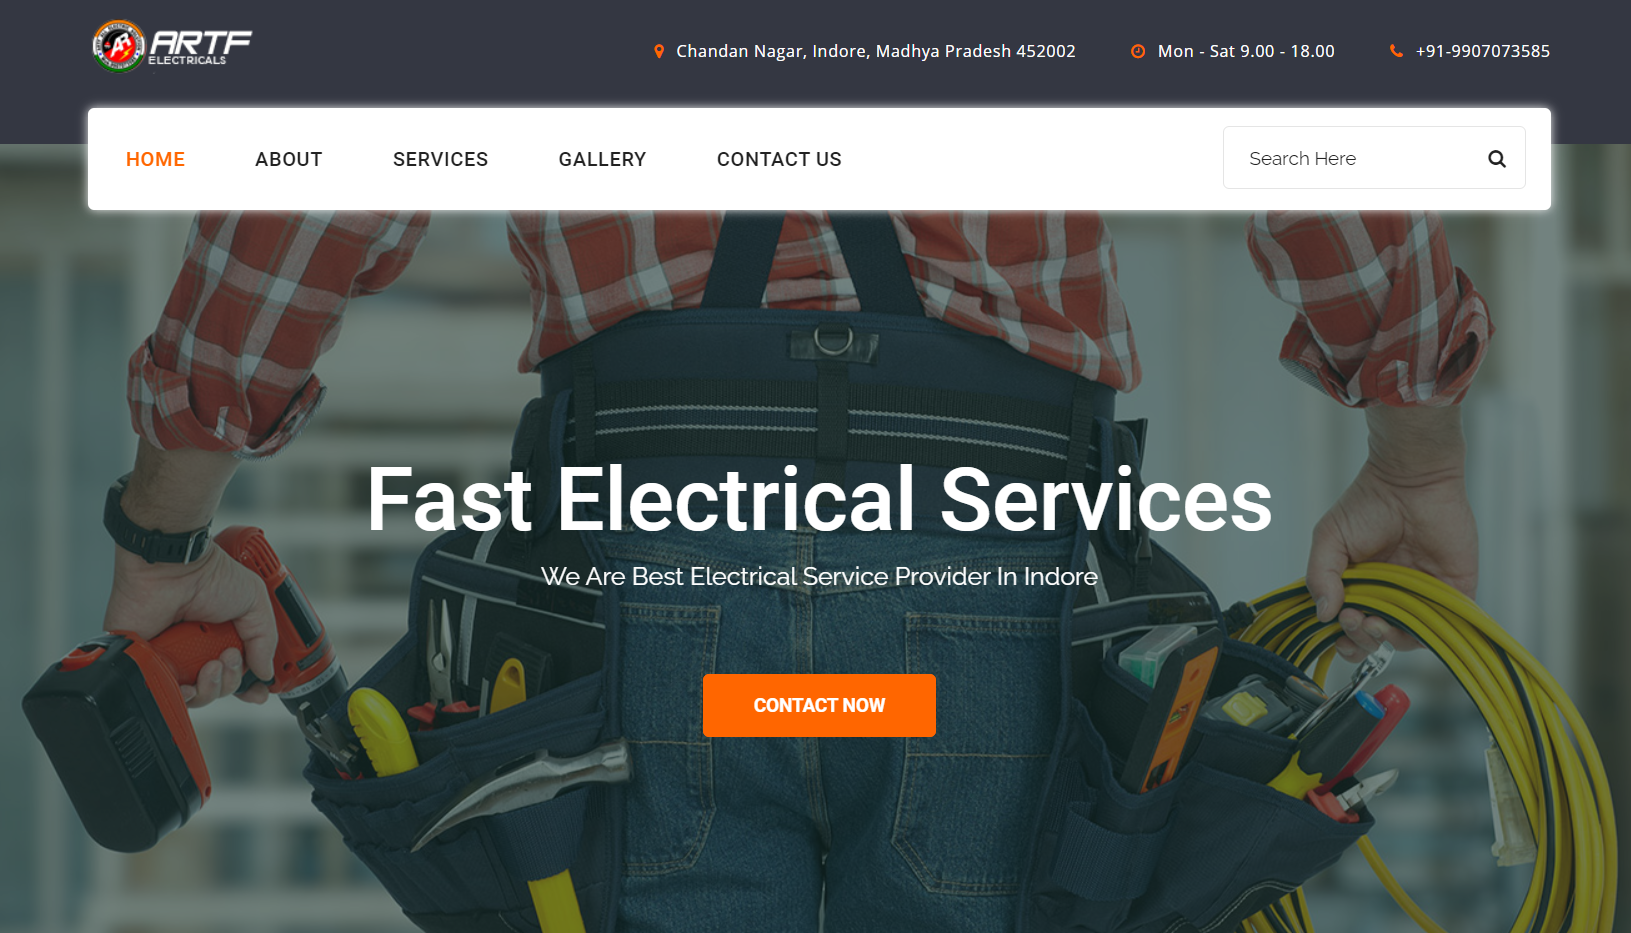 ARTF
ELECTRICALS
Chandan Nagar, Indore, Madhya Pradesh 452002
Mon - Sat 9.00 - 18.00
+91-9907073585
HOME
ABOUT
SERVICES
GALLERY
CONTACT US
Search Here
Fast Electrical Services
We Are Best Electrical Service Provider In Indore
CONTACT NOW